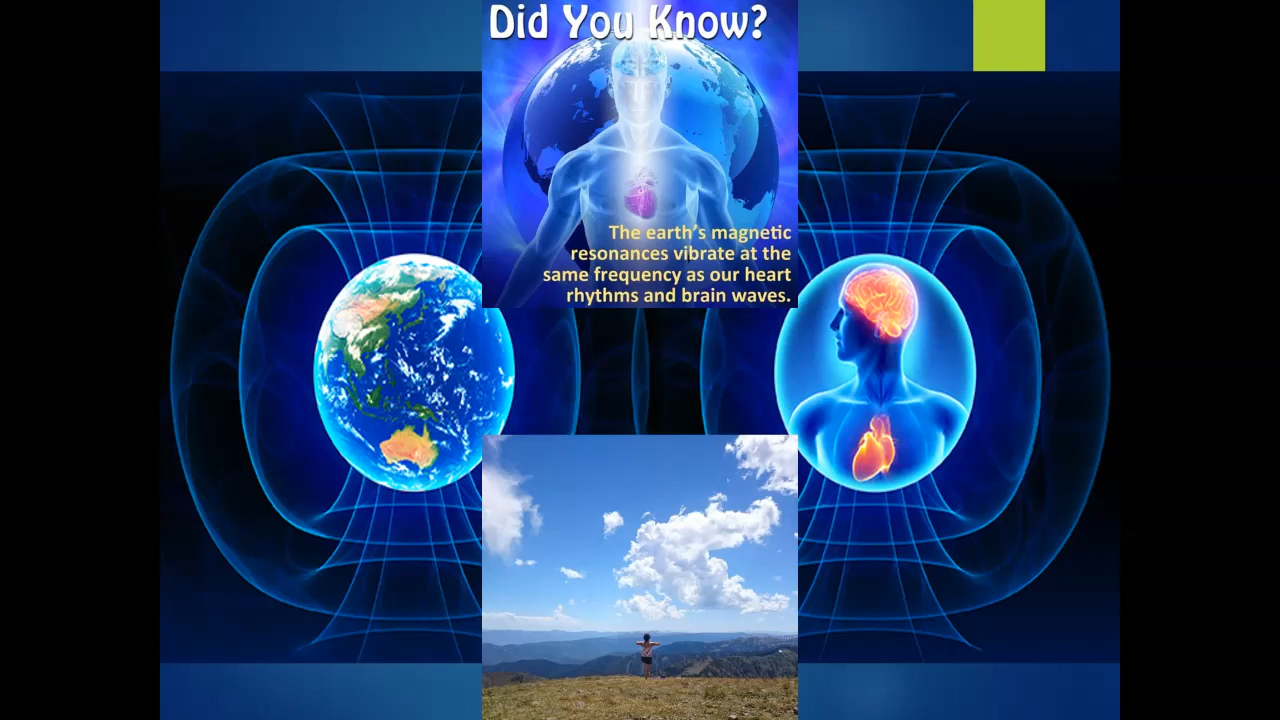 Did You Know?
The earth's magnetic
resonances vibrate at the
same frequency as our heart
rhythms and brain waves.